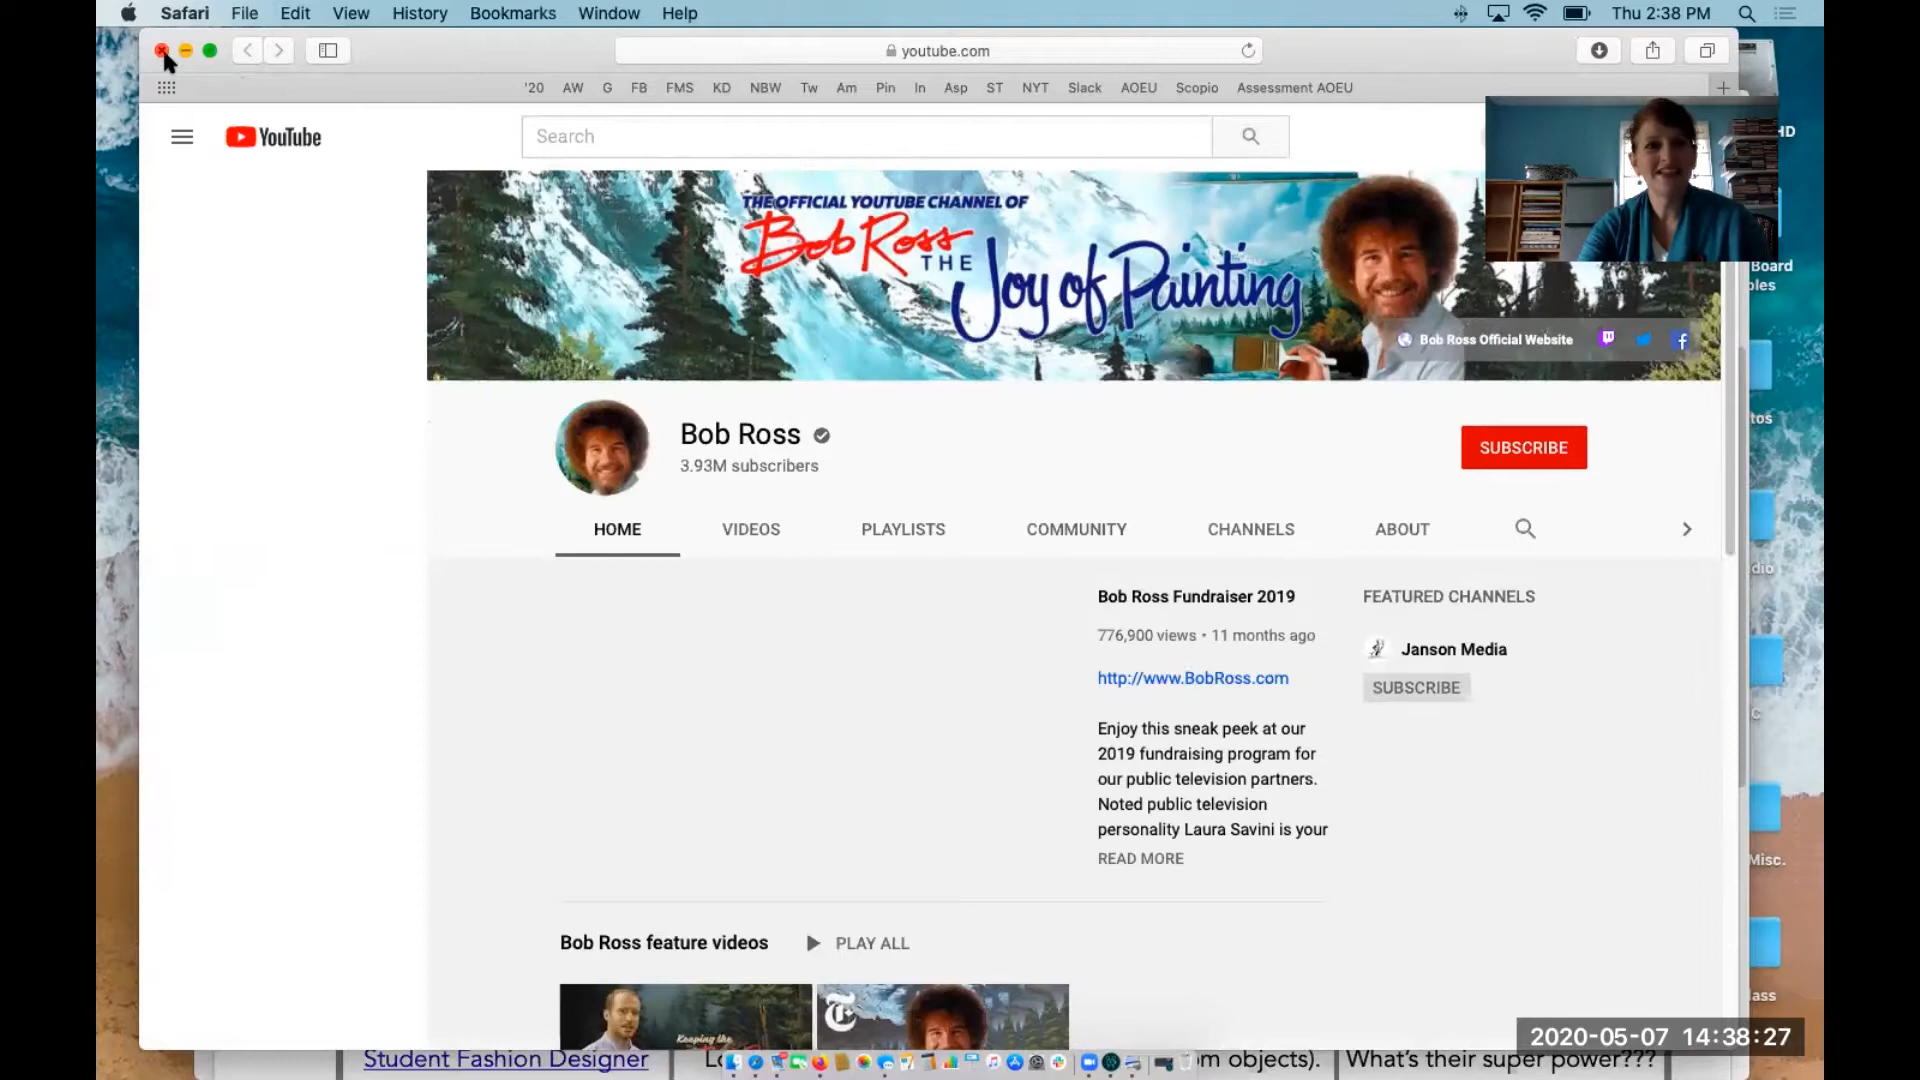 Safari File Edit View History Bookmarks Window Help
Thu 2:38 PM
youtube.com
'20 AW G FB FMS KD NBW Tw Am Pin In Asp ST NYT Slack AOEU Scopio Assessment AOEU
YouTube
Search
HD
THE OFFICIAL YOUTUBE CHANNEL OF
Bob Ross
THE
Joy of Painting
Board
Bob Ross Official Website
Bob Ross
3.93M subscribers
SUBSCRIBE
HOME VIDEOS PLAYLISTS COMMUNITY CHANNELS ABOUT
Bob Ross Fundraiser 2019
776,900 views • 11 months ago
http://www.BobRoss.com
Enjoy this sneak peek at our
2019 fundraising program for
our public television partners.
Noted public television
personality Laura Savini is your
READ MORE
FEATURED CHANNELS
Janson Media
SUBSCRIBE
Misc.
Bob Ross feature videos PLAY ALL
Keeping the
2020-05-07 14:38:27
Student Fashion Designer
objects).
What's their super power???